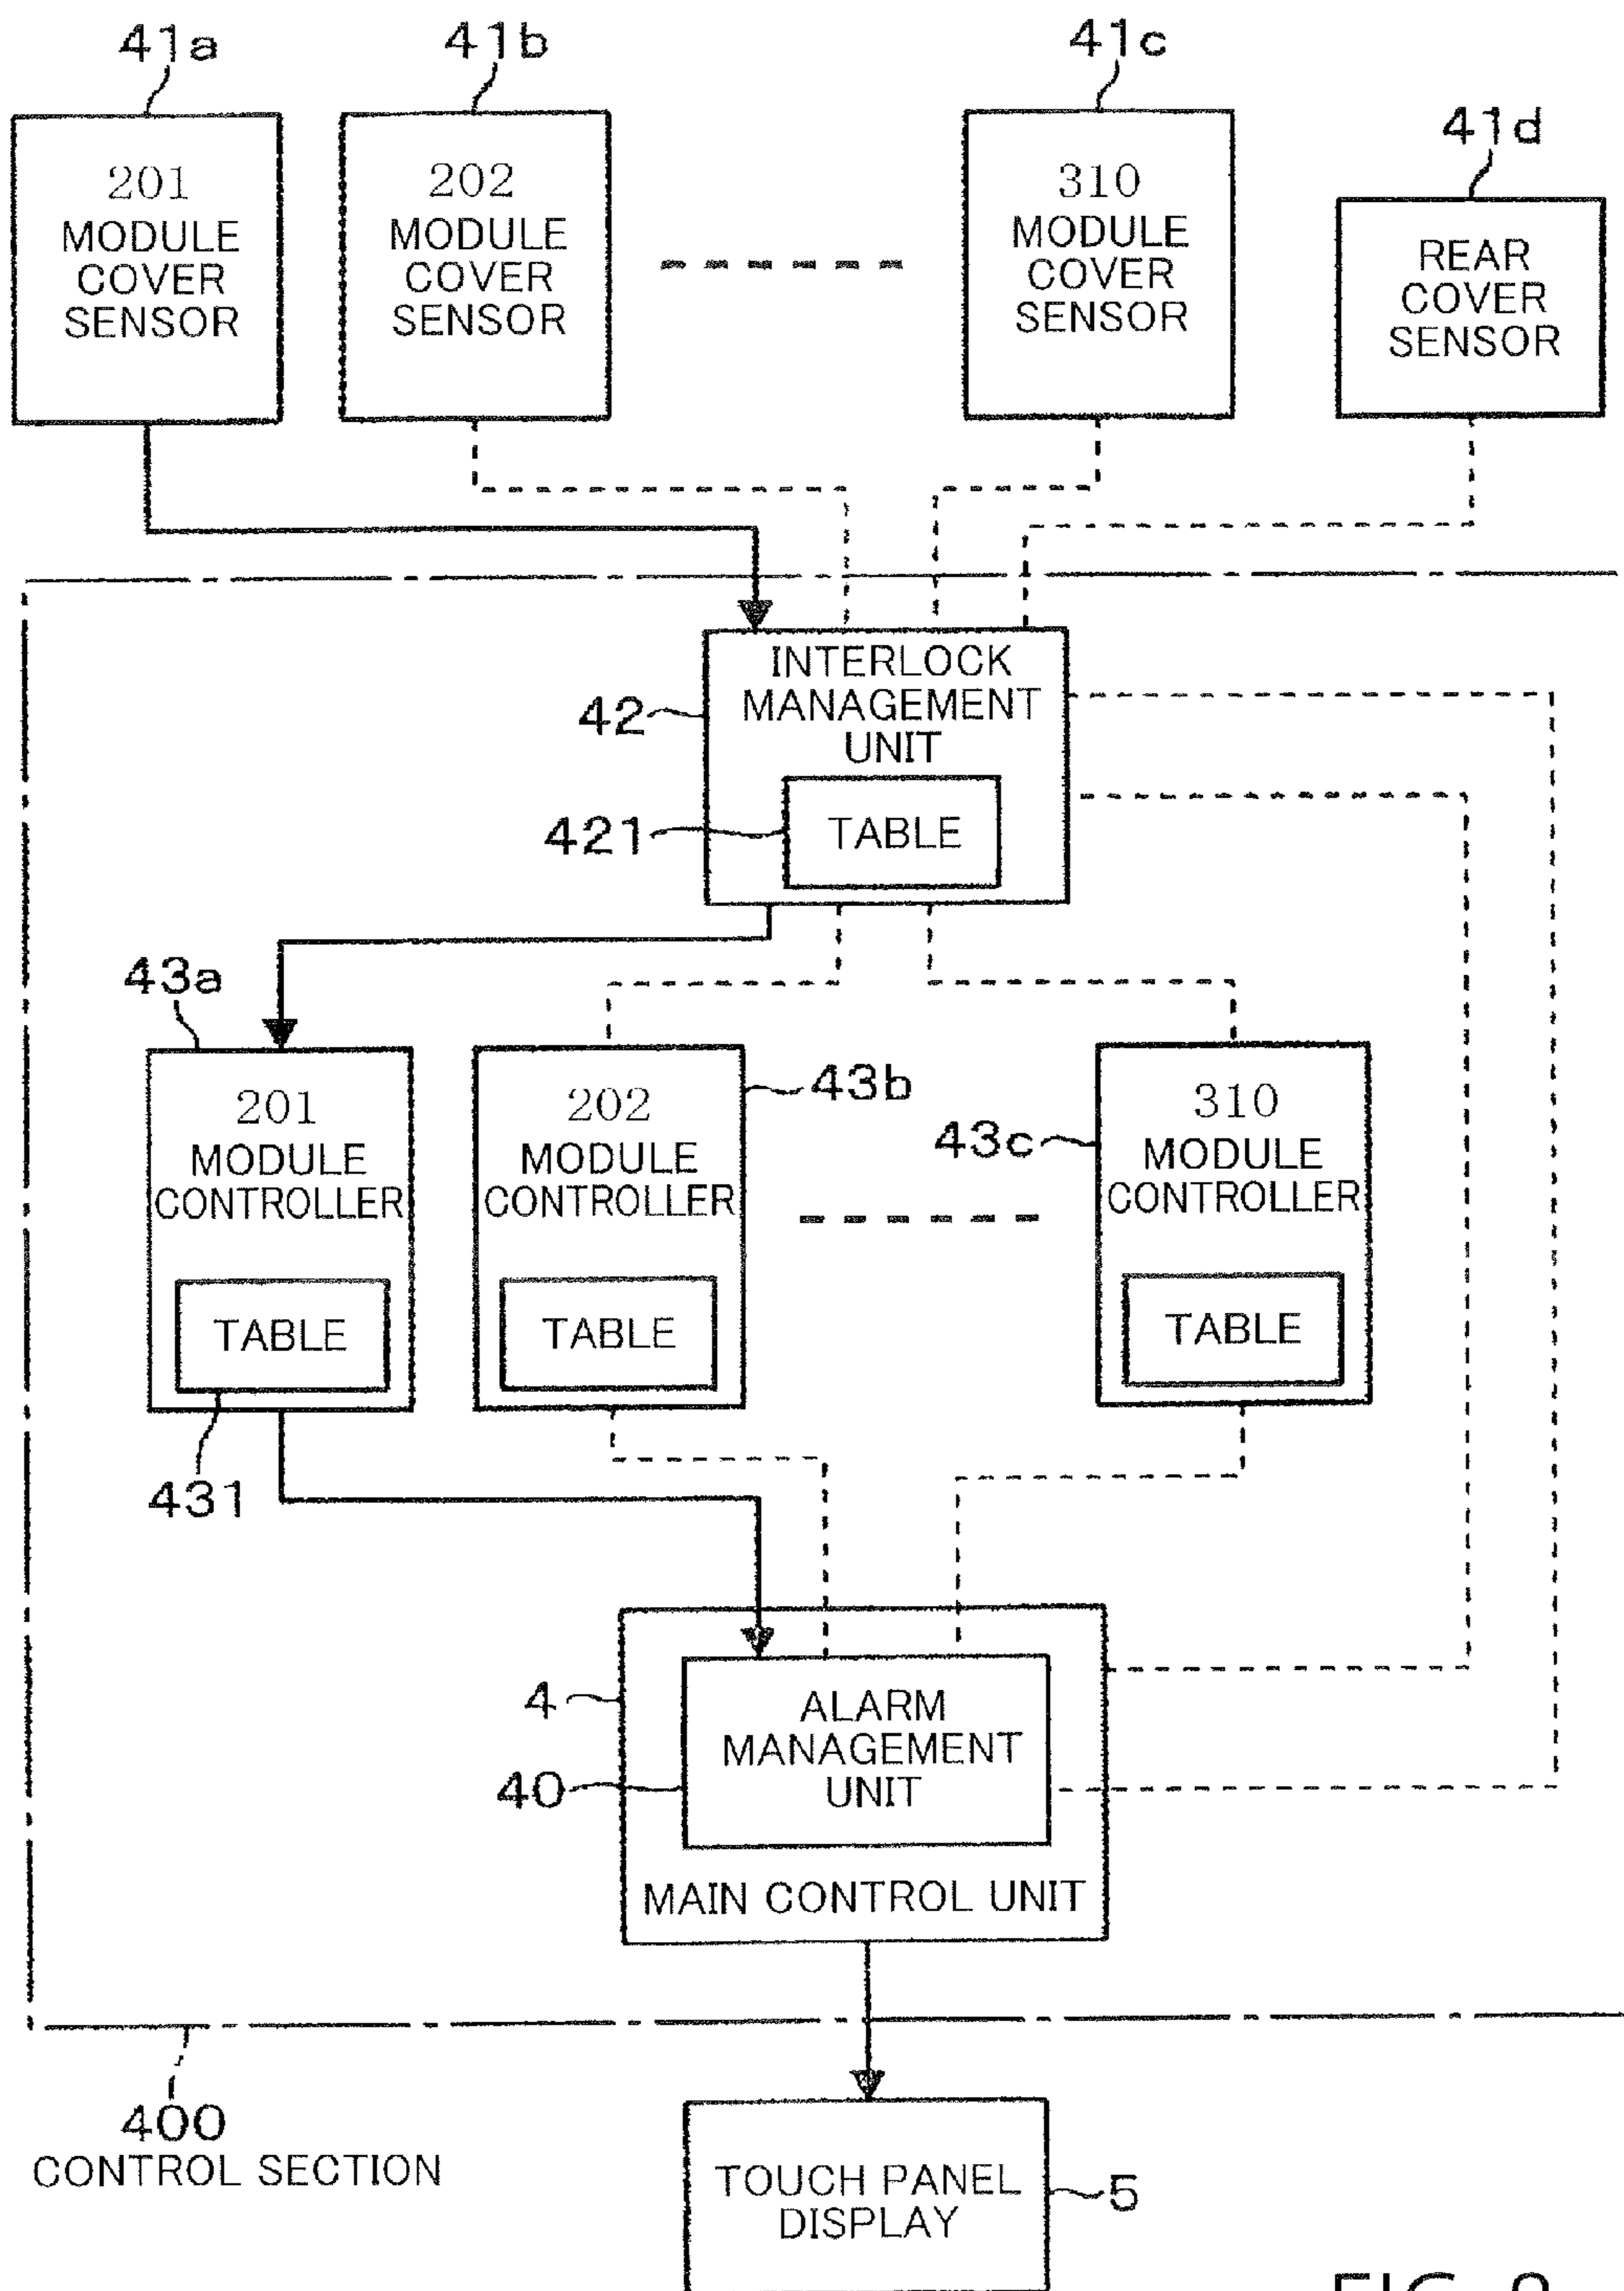 41a
41b
41c
41d
201
MODULE
COVER
SENSOR
202
MODULE
COVER
SENSOR
310
MODULE
COVER
SENSOR
REAR
COVER
SENSOR
INTERLOCK
MANAGEMENT
UNIT
42
421
TABLE
43a
201
MODULE
CONTROLLER
TABLE
431
202
MODULE
CONTROLLER
43b
TABLE
43c
310
MODULE
CONTROLLER
TABLE
4
ALARM
MANAGEMENT
UNIT
40
MAIN CONTROL UNIT
400
CONTROL SECTION
TOUCH PANEL
DISPLAY
5